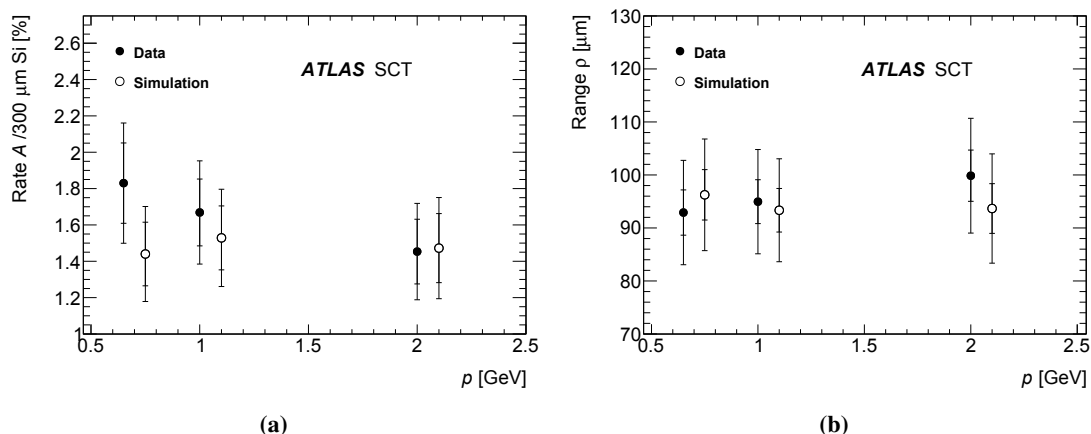 Rate A /300 μm Si [%]
2.6
2.4
2.2
2
1.8
1.6
1.4
1.2
1
Data
Simulation
ATLAS SCT
0.5 1 1.5 2 2.5
p [GeV]
(a)
Range ρ [μm]
130
120
110
100
90
80
70
Data
Simulation
ATLAS SCT
0.5 1 1.5 2 2.5
p [GeV]
(b)